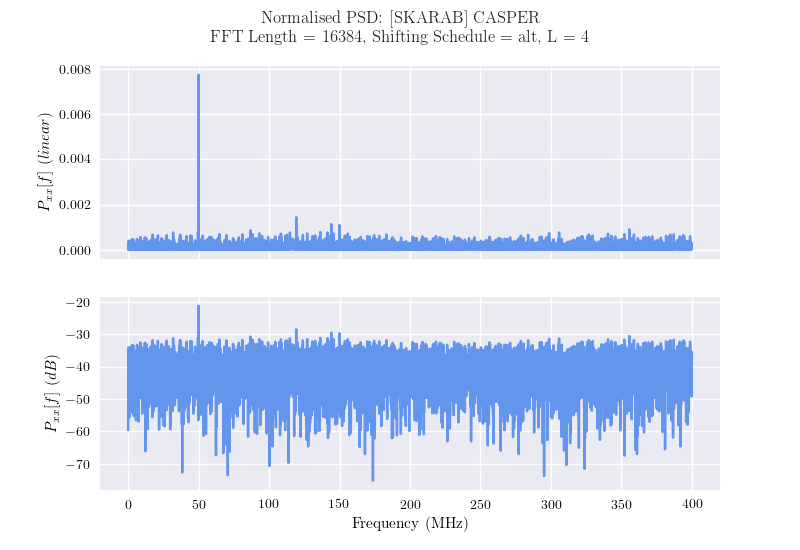 Normalised PSD: [SKARAB] CASPER
FFT Length = 16384, Shifting Schedule = alt, L = 4
0.008
0.006
0.004
0.002
0.000
P_xx[f] (linear)
−20
−30
−40
−50
−60
−70
P_xx[f] (dB)
0 50 100 150 200 250 300 350 400
Frequency (MHz)